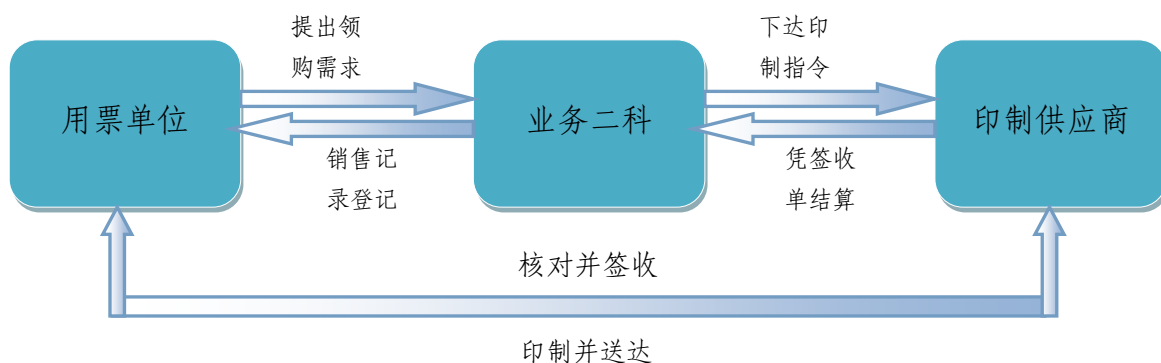 提出领
购需求
下达印
制指令
用票单位
业务二科
印制供应商
销售记
录登记
凭签收
单结算
核对并签收
印制并送达